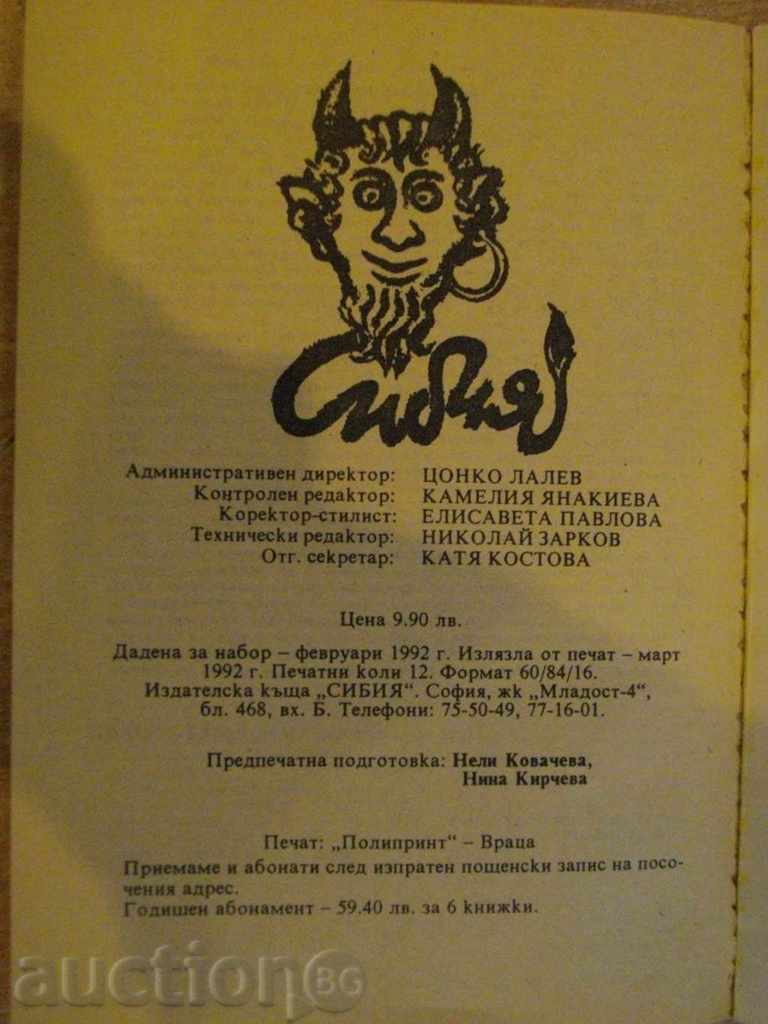 Сибия
Административен директор: ЦОНКО ЛАЛЕВ
Контролен редактор: КАМЕЛИЯ ЯНАКИЕВА
Коректор-стилист: ЕЛИСАВЕТА ПАВЛОВА
Технически редактор: НИКОЛАЙ ЗАРКОВ
Отг. секретар: КАТЯ КОСТОВА
Цена 9.90 лв.
Дадена за набор – февруари 1992 г. Излязла от печат – март
1992 г. Печатни коли 12. Формат 60/84/16.
Издателска къща „СИБИЯ“. София, жк „Младост-4“,
бл. 468, вх. Б. Телефони: 75-50-49, 77-16-01.
Предпечатна подготовка: Нели Ковачева,
Нина Кирчева
Печат: „Полипринт“ – Враца
Приемаме и абонати след изпратен пощенски запис на посо-
чения адрес.
Годишен абонамент – 59.40 лв. за 6 книжки.
auction BG